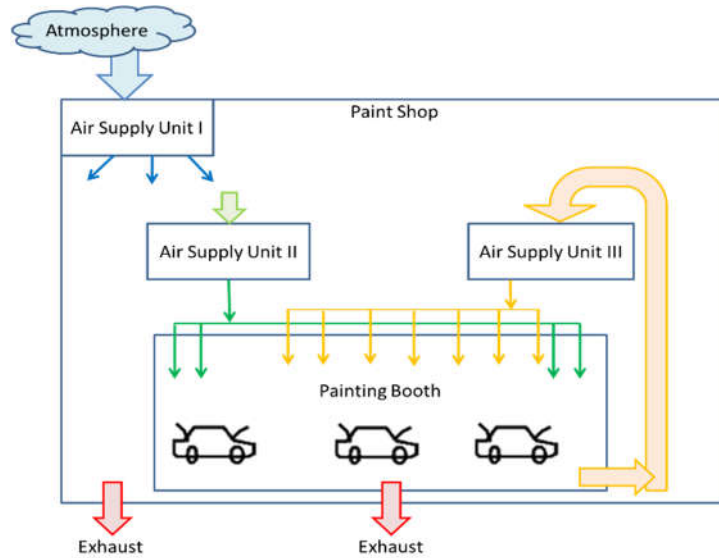 Atmosphere
Paint Shop
Air Supply Unit I
Air Supply Unit II
Air Supply Unit III
Painting Booth
Exhaust
Exhaust